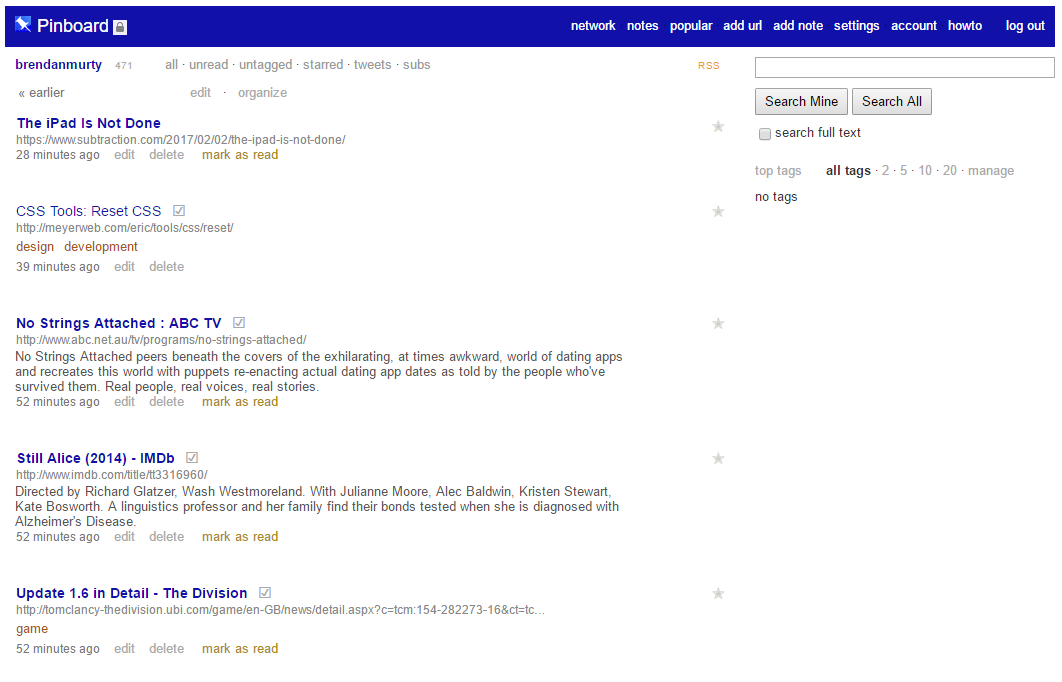 Pinboard
network notes popular add url add note settings account howto log out
brendanmurty 471 all · unread · untagged · starred · tweets · subs RSS
« earlier edit · organize
The iPad Is Not Done
https://www.subtraction.com/2017/02/02/the-ipad-is-not-done/
28 minutes ago edit delete mark as read
CSS Tools: Reset CSS
http://meyerweb.com/eric/tools/css/reset/
design development
39 minutes ago edit delete
No Strings Attached : ABC TV
http://www.abc.net.au/tv/programs/no-strings-attached/
No Strings Attached peers beneath the covers of the exhilarating, at times awkward, world of dating apps
and recreates this world with puppets re-enacting actual dating app dates as told by the people who've
survived them. Real people, real voices, real stories.
52 minutes ago edit delete mark as read
Still Alice (2014) - IMDb
http://www.imdb.com/title/tt3316960/
Directed by Richard Glatzer, Wash Westmoreland. With Julianne Moore, Alec Baldwin, Kristen Stewart,
Kate Bosworth. A linguistics professor and her family find their bonds tested when she is diagnosed with
Alzheimer's Disease.
52 minutes ago edit delete mark as read
Update 1.6 in Detail - The Division
http://tomclancy-thedivision.ubi.com/game/en-GB/news/detail.aspx?c=tcm:154-282273-16&ct=tc...
game
52 minutes ago edit delete mark as read
Search Mine Search All
search full text
top tags all tags · 2 · 5 · 10 · 20 · manage
no tags